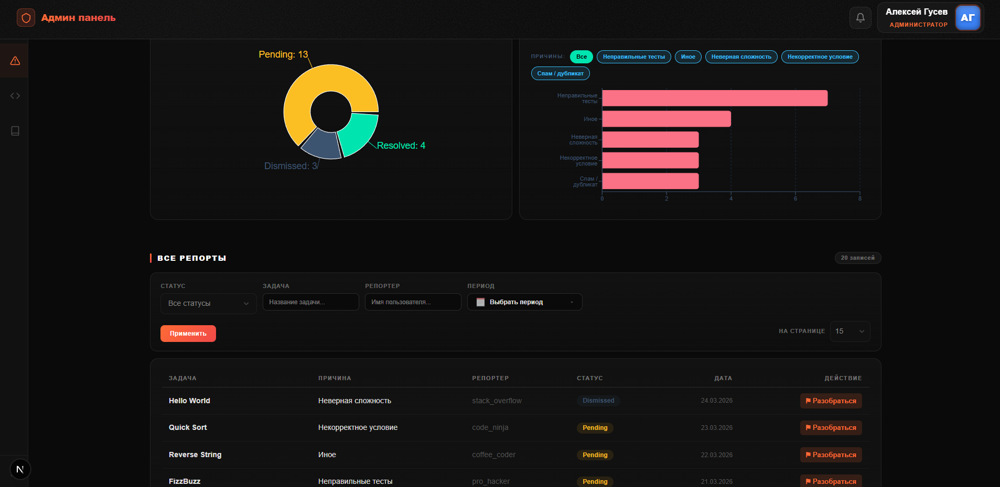 Админ панель
Алексей Гусев
АДМИНИСТРАТОР
АГ
Pending: 13
Resolved: 4
Dismissed: 3
ПРИЧИНЫ:
Все
Неправильные тесты
Иное
Неверная сложность
Некорректное условие
Спам / дубликат
Неправильные
тесты
Иное
Неверная
сложность
Некорректное
условие
Спам /
дубликат
0 2 4 6 8
ВСЕ РЕПОРТЫ
20 записей
СТАТУС ЗАДАЧА РЕПОРТЕР ПЕРИОД
Все статусы Название задачи... Имя пользователя... Выбрать период
Применить
НА СТРАНИЦЕ 15
ЗАДАЧА ПРИЧИНА РЕПОРТЕР СТАТУС ДАТА ДЕЙСТВИЕ
Hello World Неверная сложность stack_overflow Dismissed 24.03.2026 Разобраться
Quick Sort Некорректное условие code_ninja Pending 23.03.2026 Разобраться
Reverse String Иное coffee_coder Pending 22.03.2026 Разобраться
FizzBuzz Неправильные тесты pro_hacker Pending 21.03.2026 Разобраться
N